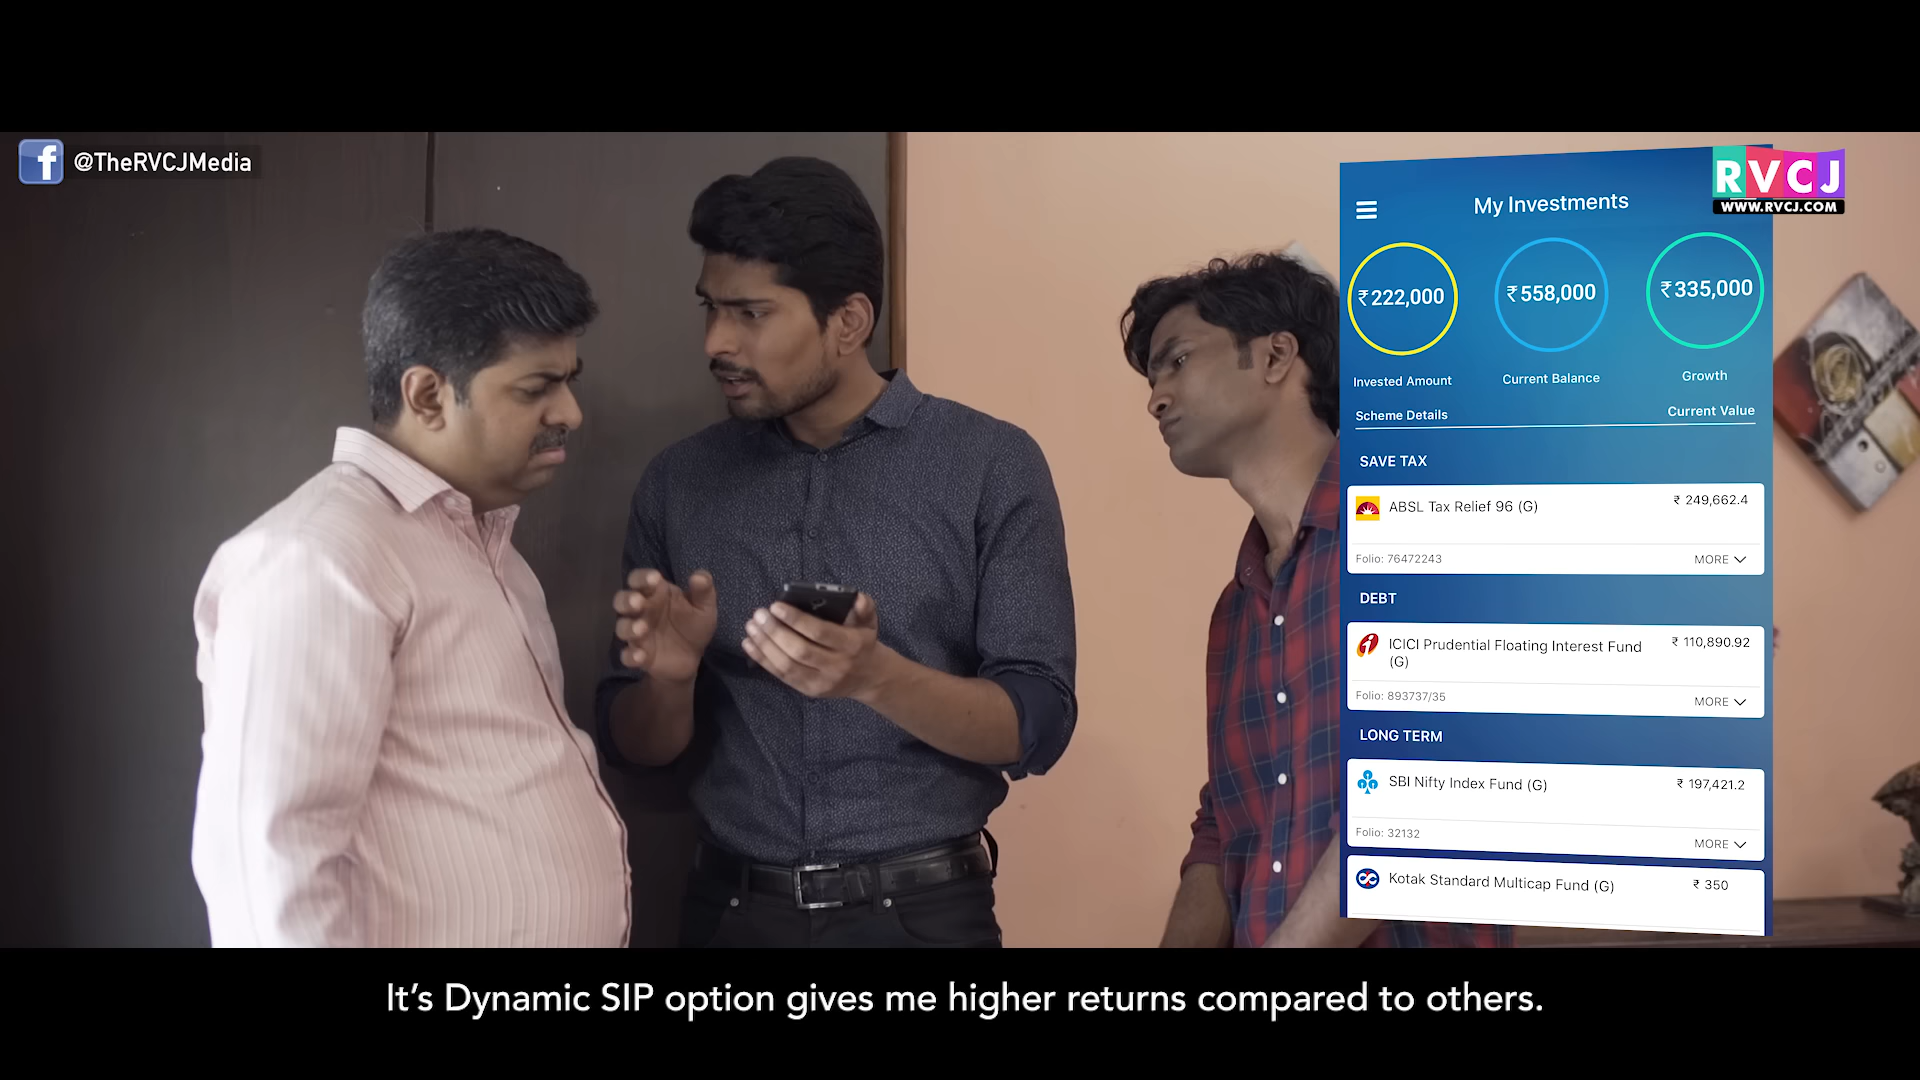 @TheRVCJMedia
RVCJ
WWW.RVCJ.COM
My Investments
₹222,000
₹558,000
₹335,000
Invested Amount
Current Balance
Growth
Scheme Details
Current Value
SAVE TAX
ABSL Tax Relief 96 (G)
₹ 249,662.4
Folio: 76472243
MORE
DEBT
ICICI Prudential Floating Interest Fund
(G)
₹ 110,890.92
Folio: 893737/35
MORE
LONG TERM
SBI Nifty Index Fund (G)
₹ 197,421.2
Folio: 32132
MORE
Kotak Standard Multicap Fund (G)
₹ 350
It’s Dynamic SIP option gives me higher returns compared to others.